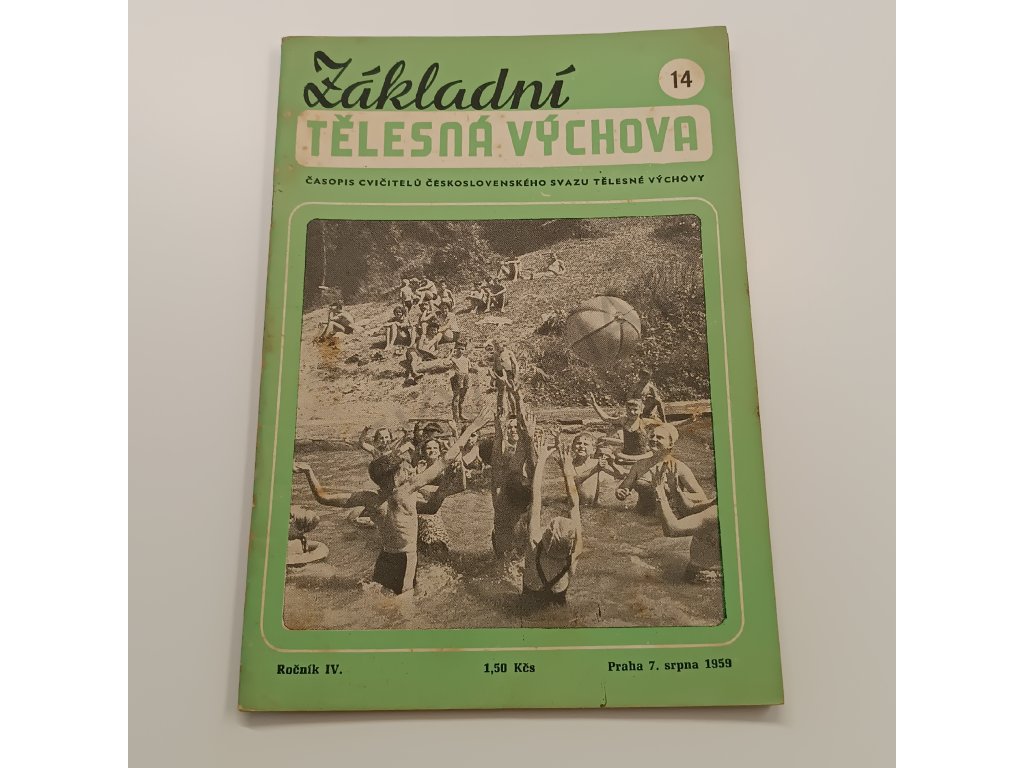 Základní
14
TĚLESNÁ VÝCHOVA
ČASOPIS CVIČITELŮ ČESKOSLOVENSKÉHO SVAZU TĚLESNÉ VÝCHOVY
Ročník IV. 1,50 Kčs Praha 7. srpna 1959